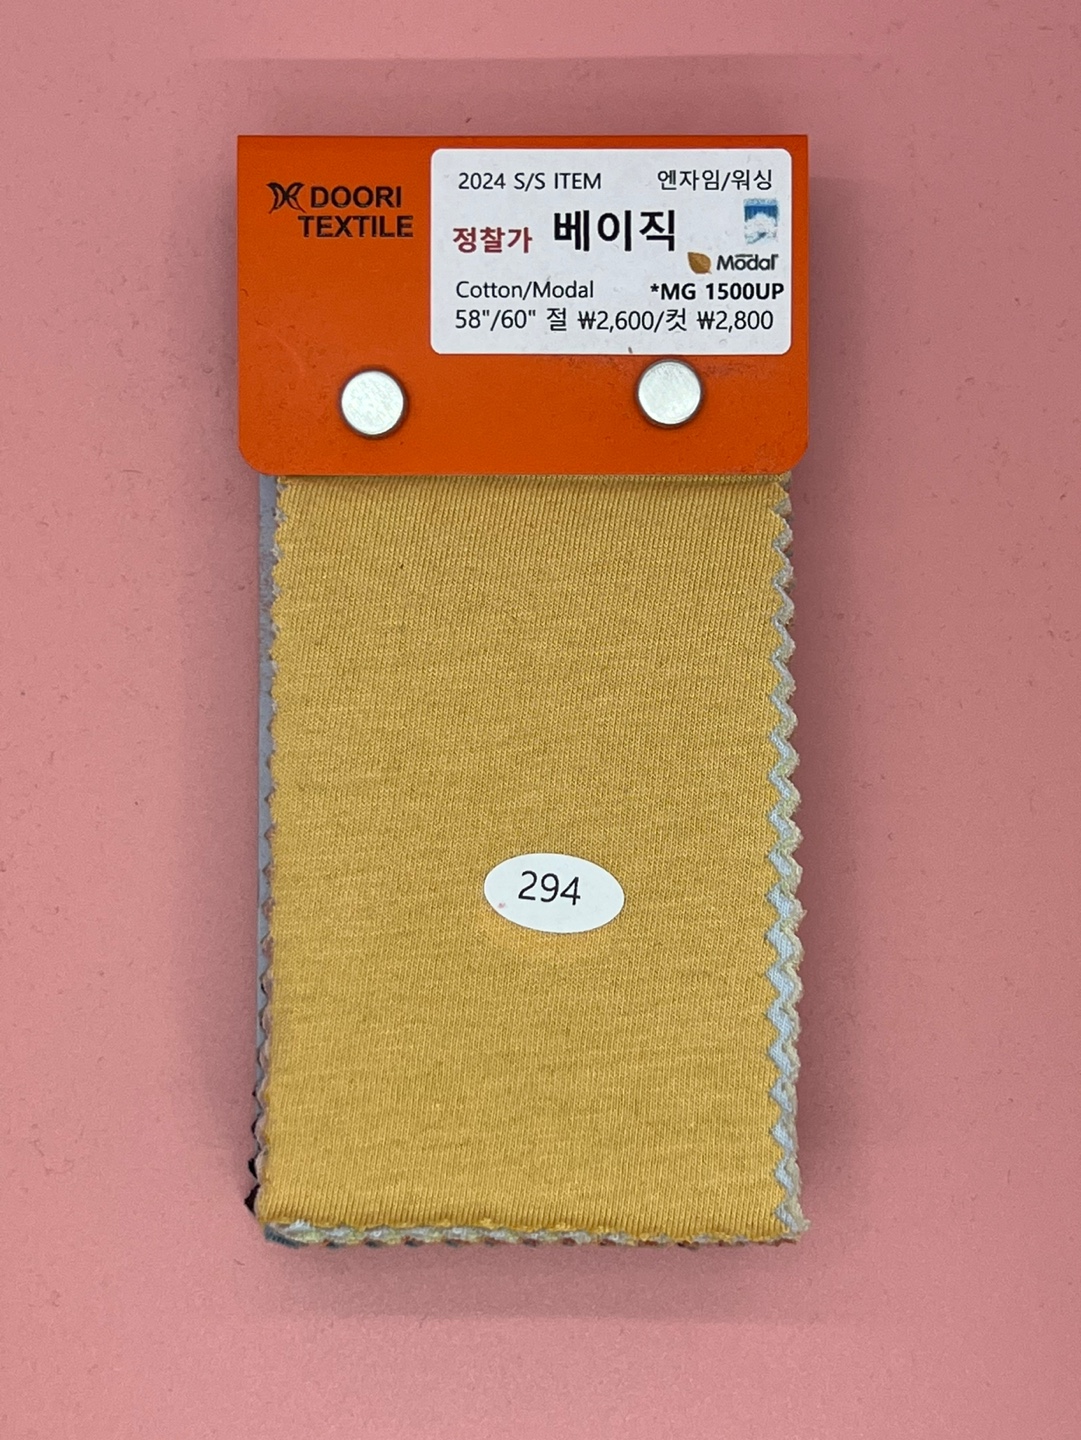 DOORI
TEXTILE
2024 S/S ITEM 엔자임/워싱
정찰가 베이직
Modal
Cotton/Modal *MG 1500UP
58"/60" 절 ₩2,600/컷 ₩2,800
294